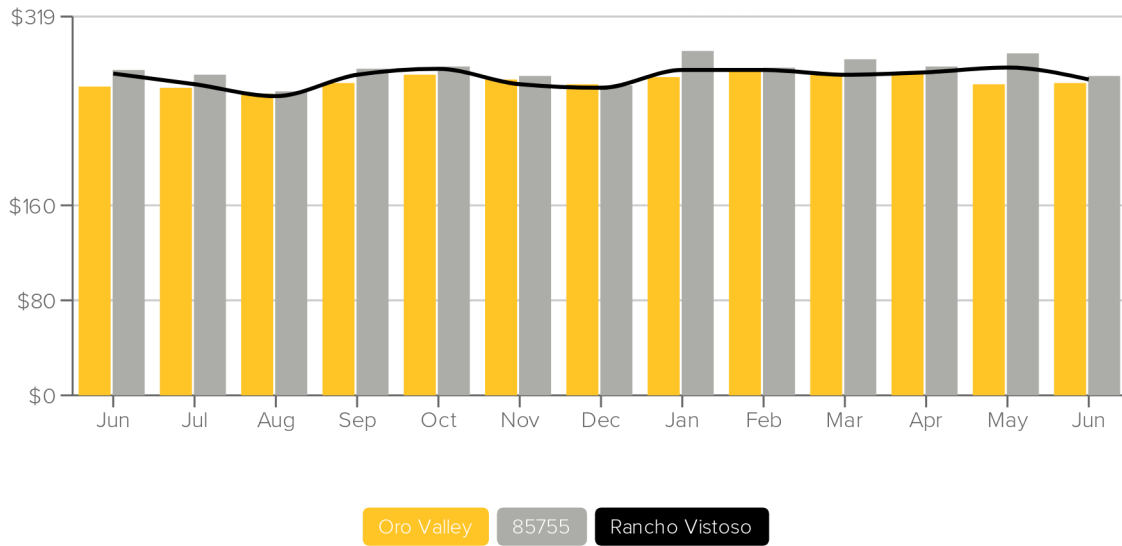 $319
$160
$80
$0
Jun Jul Aug Sep Oct Nov Dec Jan Feb Mar Apr May Jun
Oro Valley 85755 Rancho Vistoso